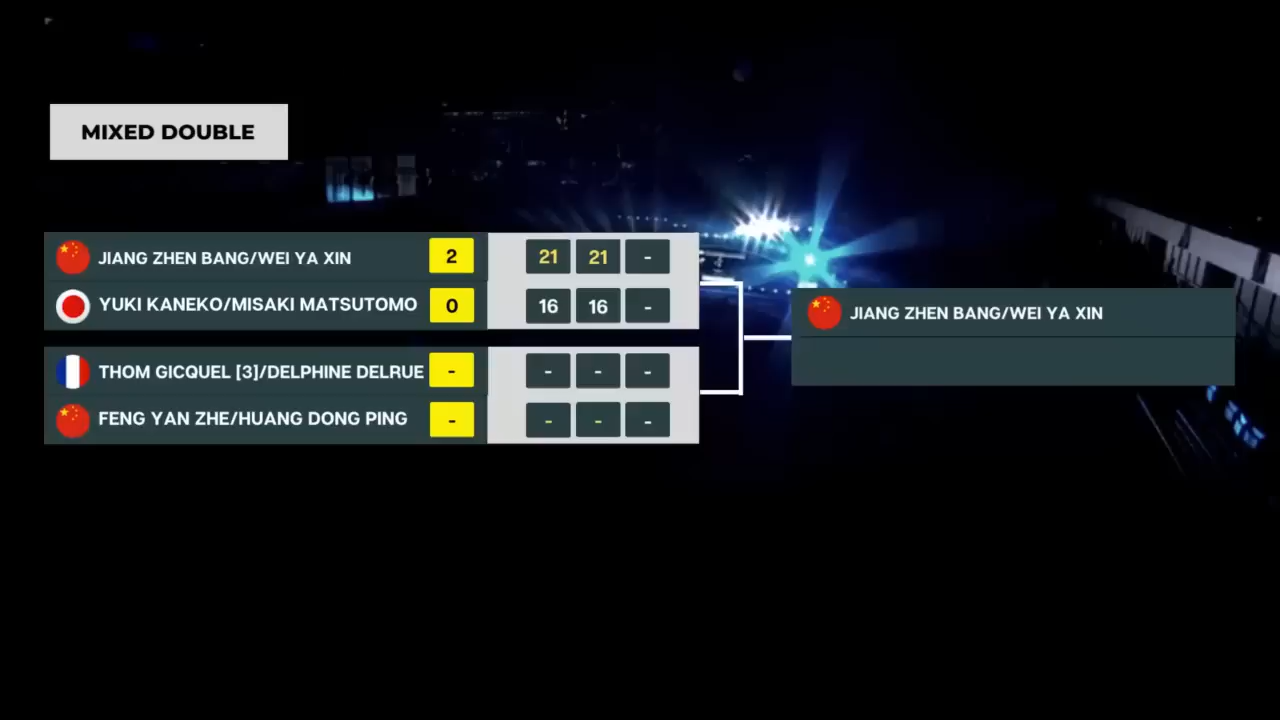 MIXED DOUBLE
JIANG ZHEN BANG/WEI YA XIN 2 21 21 -
YUKI KANEKO/MISAKI MATSUTOMO 0 16 16 -
THOM GICQUEL [3]/DELPHINE DELRUE - - - -
FENG YAN ZHE/HUANG DONG PING - - - -
JIANG ZHEN BANG/WEI YA XIN